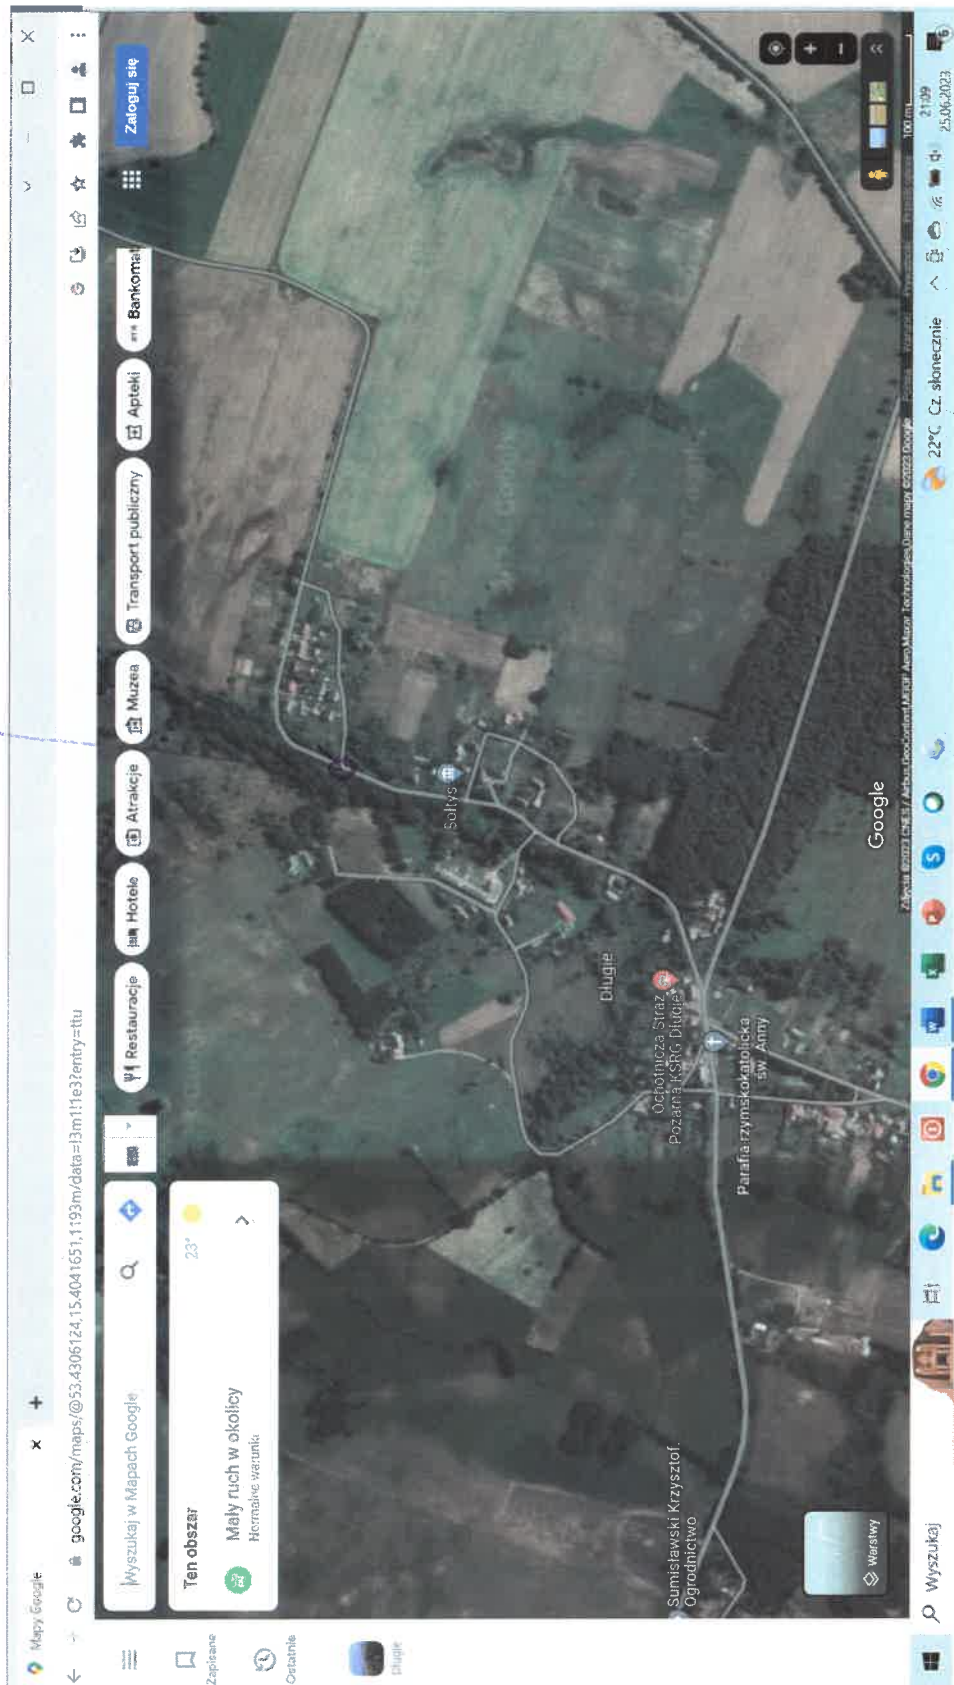 Mapy Google
google.com/maps/@53.4306124,15.4041651,1193m/data=!3m1!1e3?entry=ttu
Wyszukaj w Mapach Google
Restauracje
Hotele
Atrakcje
Muzea
Transport publiczny
Apteki
Bankomat
Zaloguj się
Zapisane
Ostatnie
Długie
Ten obszar
23°
Mały ruch w okolicy
Normalne warunki
Sołtys
Długie
Ochotnicza Straż
Pożarna KSRG Długie
Parafia rzymskokatolicka
św. Anny
Sumisławski Krzysztof.
Ogrodnictwo
Warstwy
Google
100 m
Wyszukaj
22°C Cz. słonecznie
21:09
25.06.2023
6